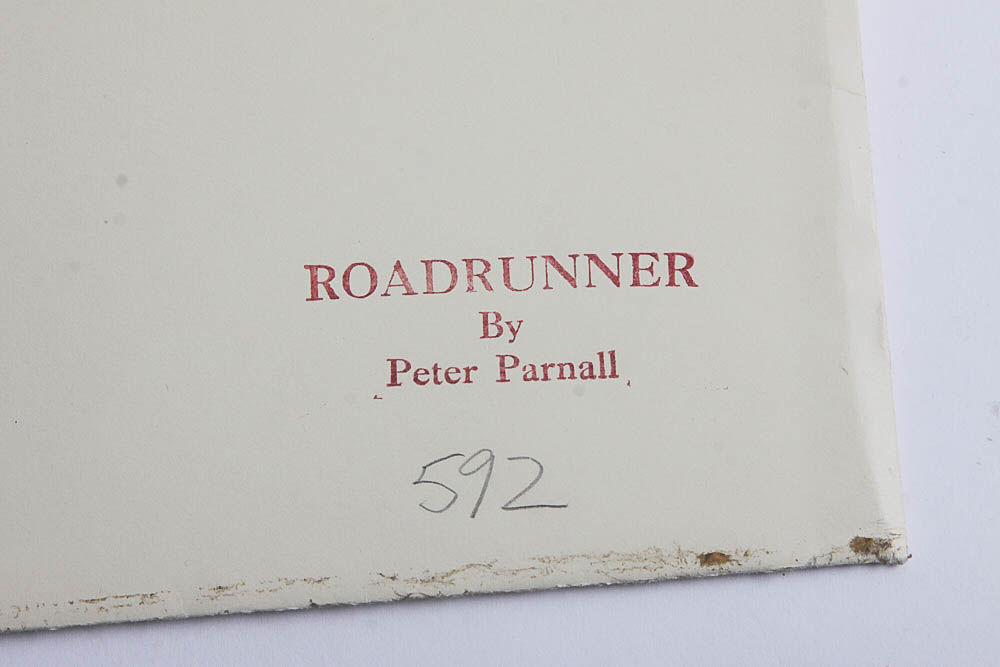 ROADRUNNER
By
Peter Parnall
592